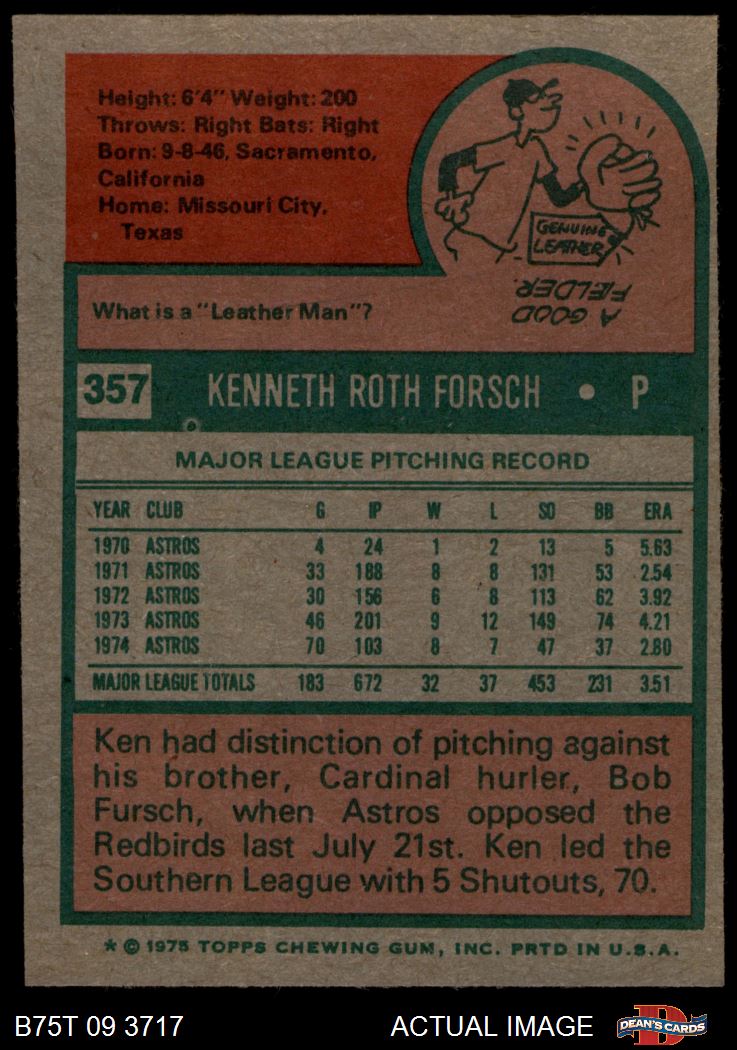 Height: 6'4" Weight: 200
Throws: Right Bats: Right
Born: 9-8-46, Sacramento,
California
Home: Missouri City,
Texas
GENUINE
LEATHER
A GOOD
FIELDER.
What is a "Leather Man"?
357 KENNETH ROTH FORSCH • P
MAJOR LEAGUE PITCHING RECORD
YEAR CLUB G IP W L SO BB ERA
1970 ASTROS 4 24 1 2 13 5 5.63
1971 ASTROS 33 188 8 8 131 53 2.54
1972 ASTROS 30 156 6 8 113 62 3.92
1973 ASTROS 46 201 9 12 149 74 4.21
1974 ASTROS 70 103 8 7 47 37 2.80
MAJOR LEAGUE TOTALS 183 672 32 37 453 231 3.51
Ken had distinction of pitching against
his brother, Cardinal hurler, Bob
Fursch, when Astros opposed the
Redbirds last July 21st. Ken led the
Southern League with 5 Shutouts, 70.
* © 1975 TOPPS CHEWING GUM, INC. PRTD IN U.S.A.
B75T 09 3717 ACTUAL IMAGE D DEAN'S CARDS